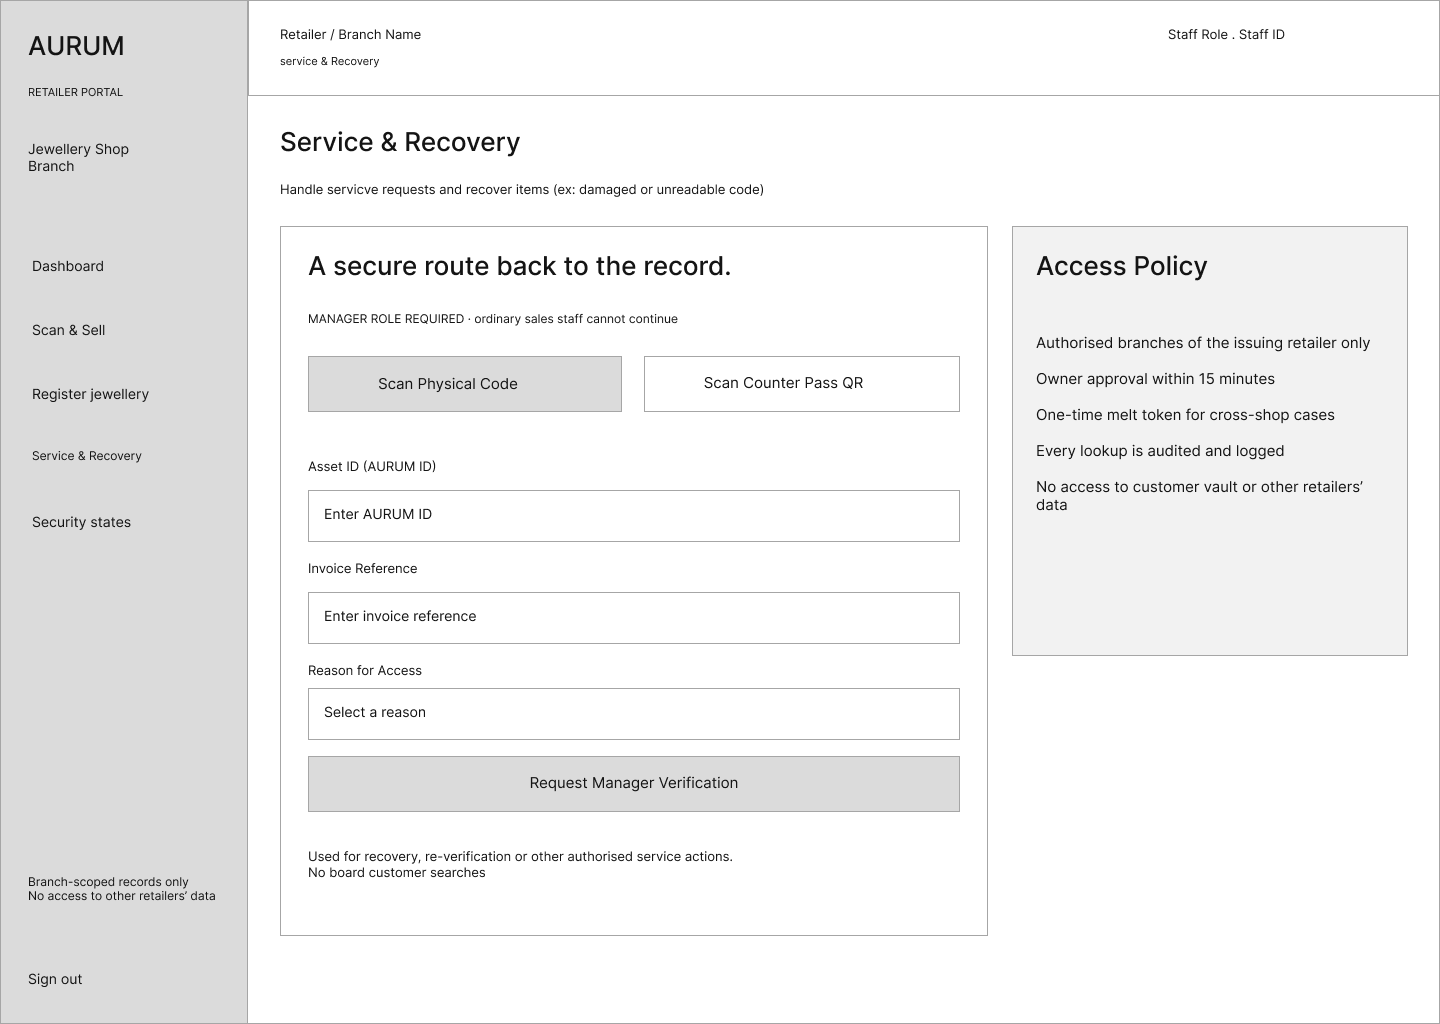 AURUM
RETAILER PORTAL
Jewellery Shop
Branch
Dashboard
Scan & Sell
Register jewellery
Service & Recovery
Security states
Branch-scoped records only
No access to other retailers’ data
Sign out
Retailer / Branch Name
service & Recovery
Staff Role . Staff ID
Service & Recovery
Handle servicve requests and recover items (ex: damaged or unreadable code)
A secure route back to the record.
MANAGER ROLE REQUIRED · ordinary sales staff cannot continue
Scan Physical Code
Scan Counter Pass QR
Asset ID (AURUM ID)
Enter AURUM ID
Invoice Reference
Enter invoice reference
Reason for Access
Select a reason
Request Manager Verification
Used for recovery, re-verification or other authorised service actions.
No board customer searches
Access Policy
Authorised branches of the issuing retailer only
Owner approval within 15 minutes
One-time melt token for cross-shop cases
Every lookup is audited and logged
No access to customer vault or other retailers’
data